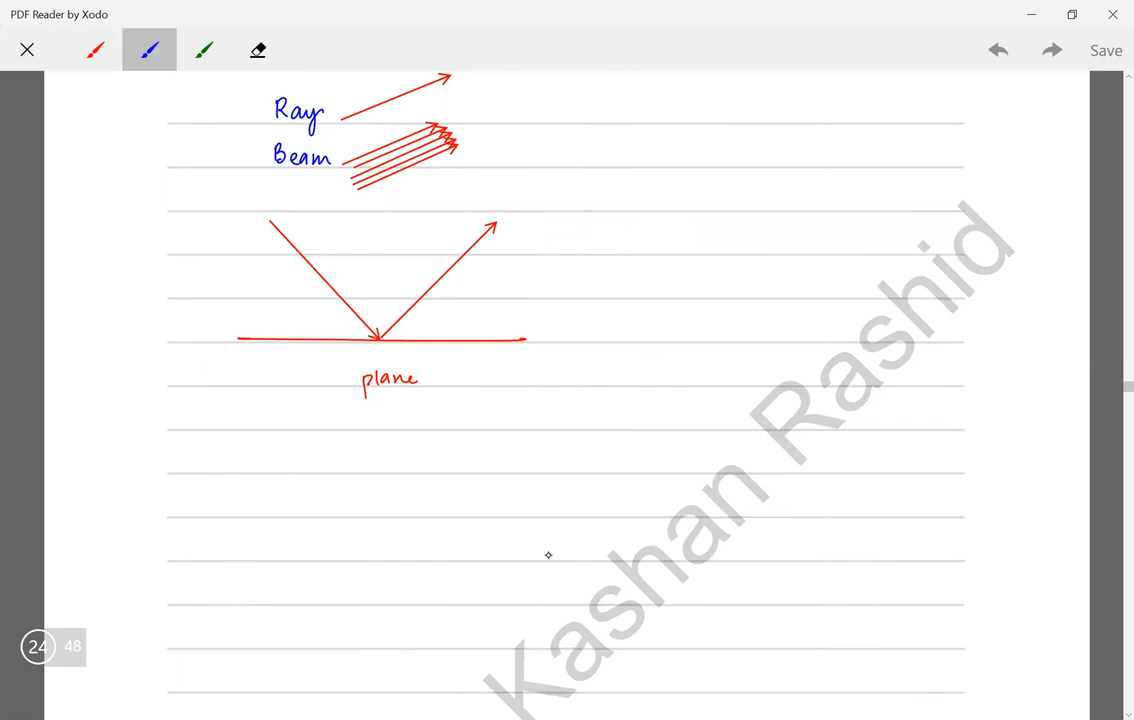 PDF Reader by Xodo
Save
Ray
Beam
plane
Kashan Rashid
24 48